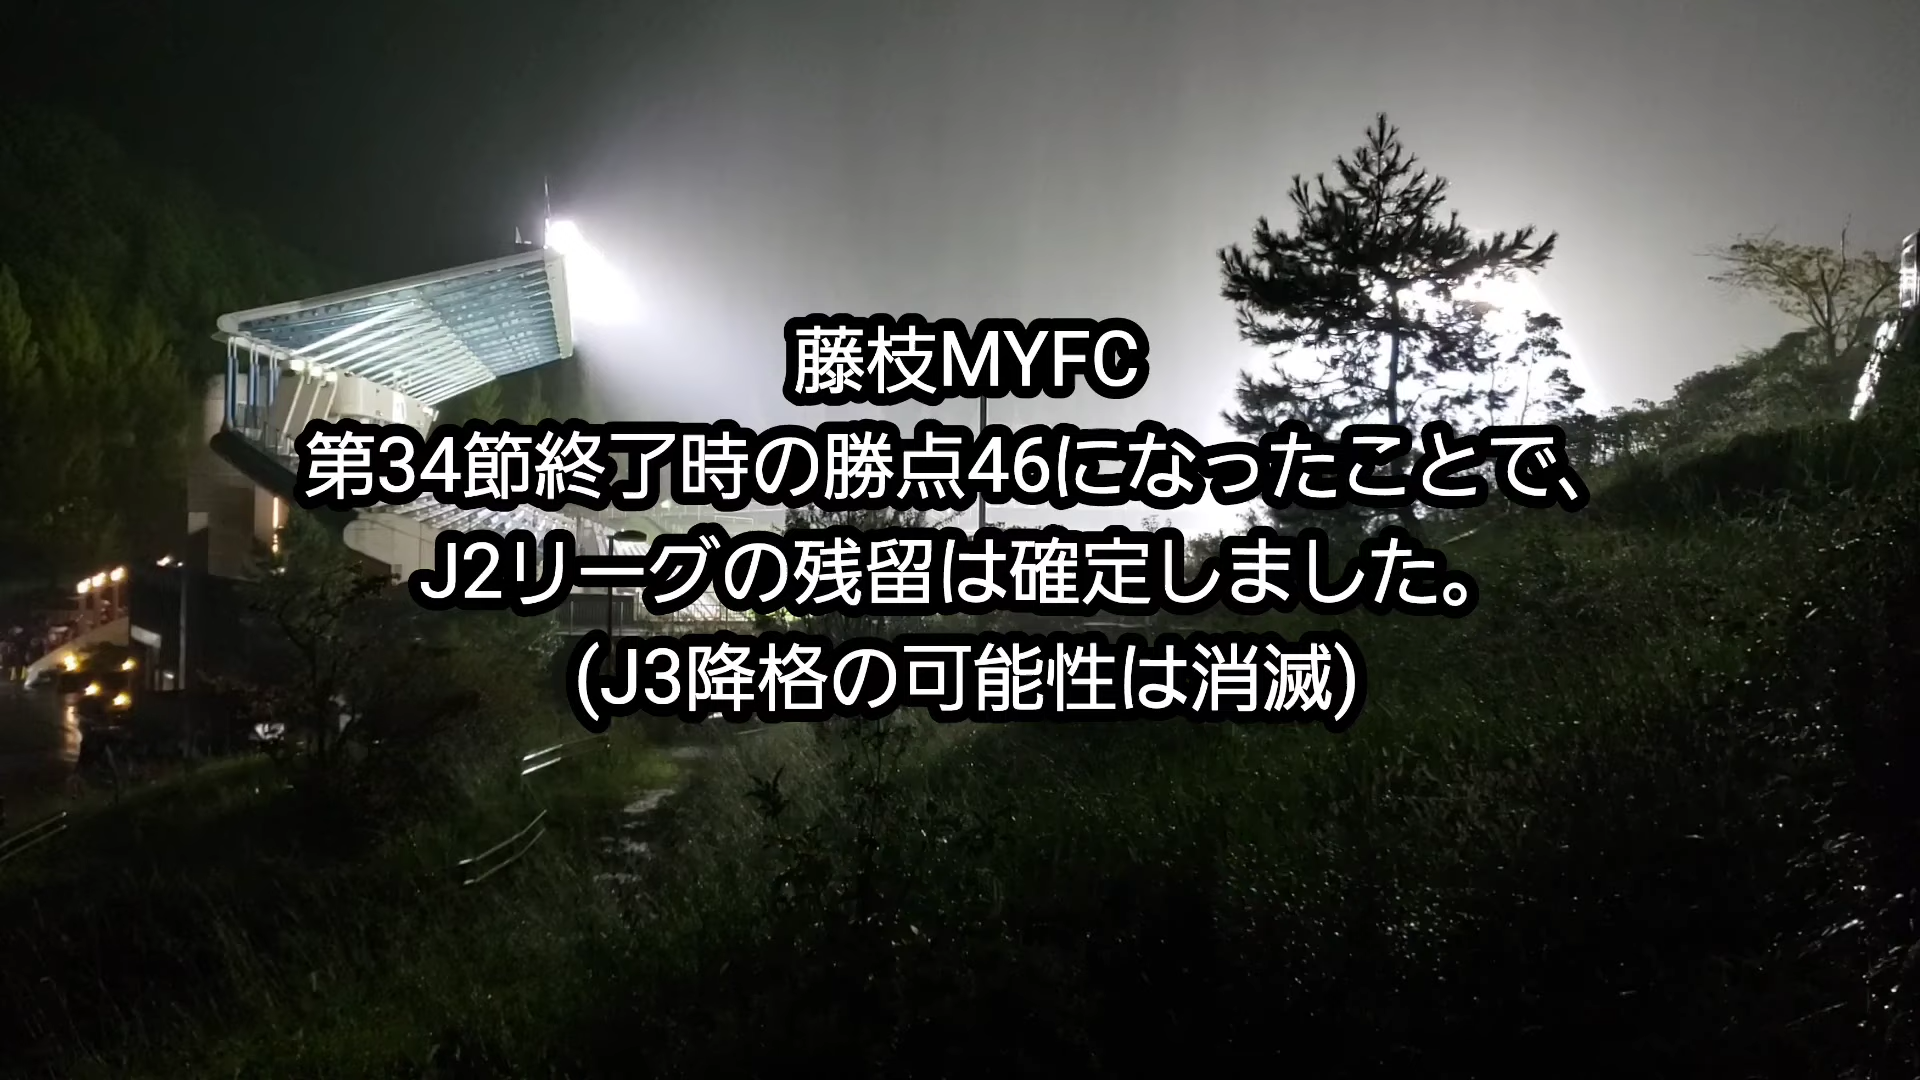 藤枝MYFC
第34節終了時の勝点46になったことで、
J2リーグの残留は確定しました。
(J3降格の可能性は消滅)